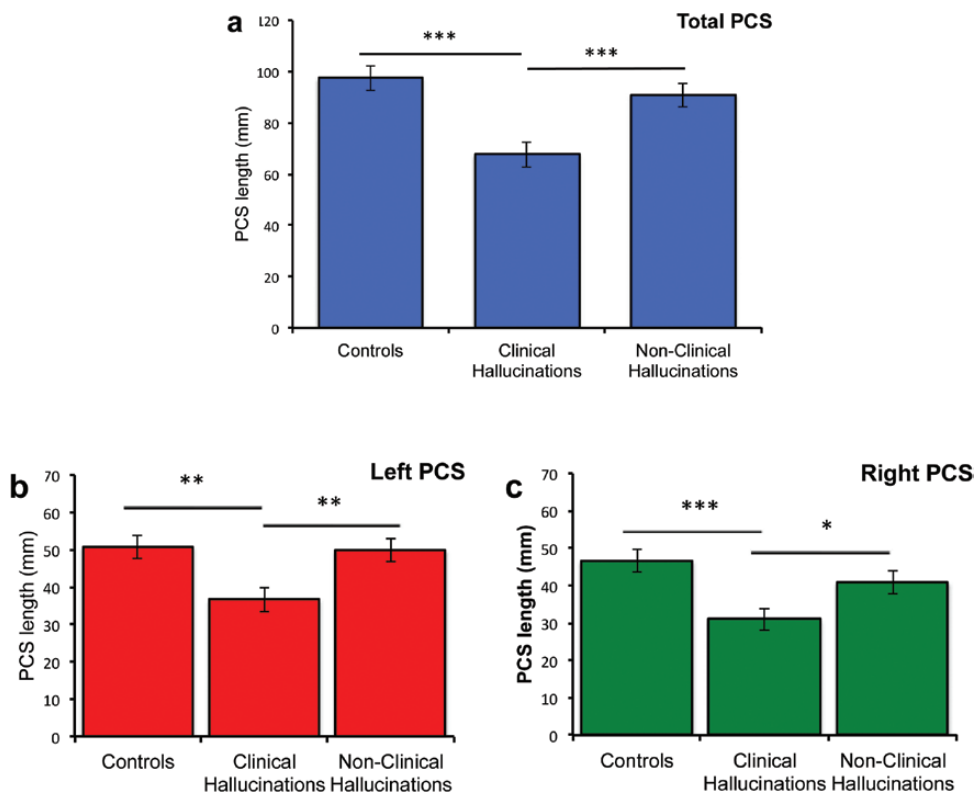 a
Total PCS
PCS length (mm)
120
100
80
60
40
20
0
***
***
Controls
Clinical
Hallucinations
Non-Clinical
Hallucinations
b
Left PCS
PCS length (mm)
70
60
50
40
30
20
10
0
**
**
Controls
Clinical
Hallucinations
Non-Clinical
Hallucinations
c
Right PCS
PCS length (mm)
70
60
50
40
30
20
10
0
***
*
Controls
Clinical
Hallucinations
Non-Clinical
Hallucinations